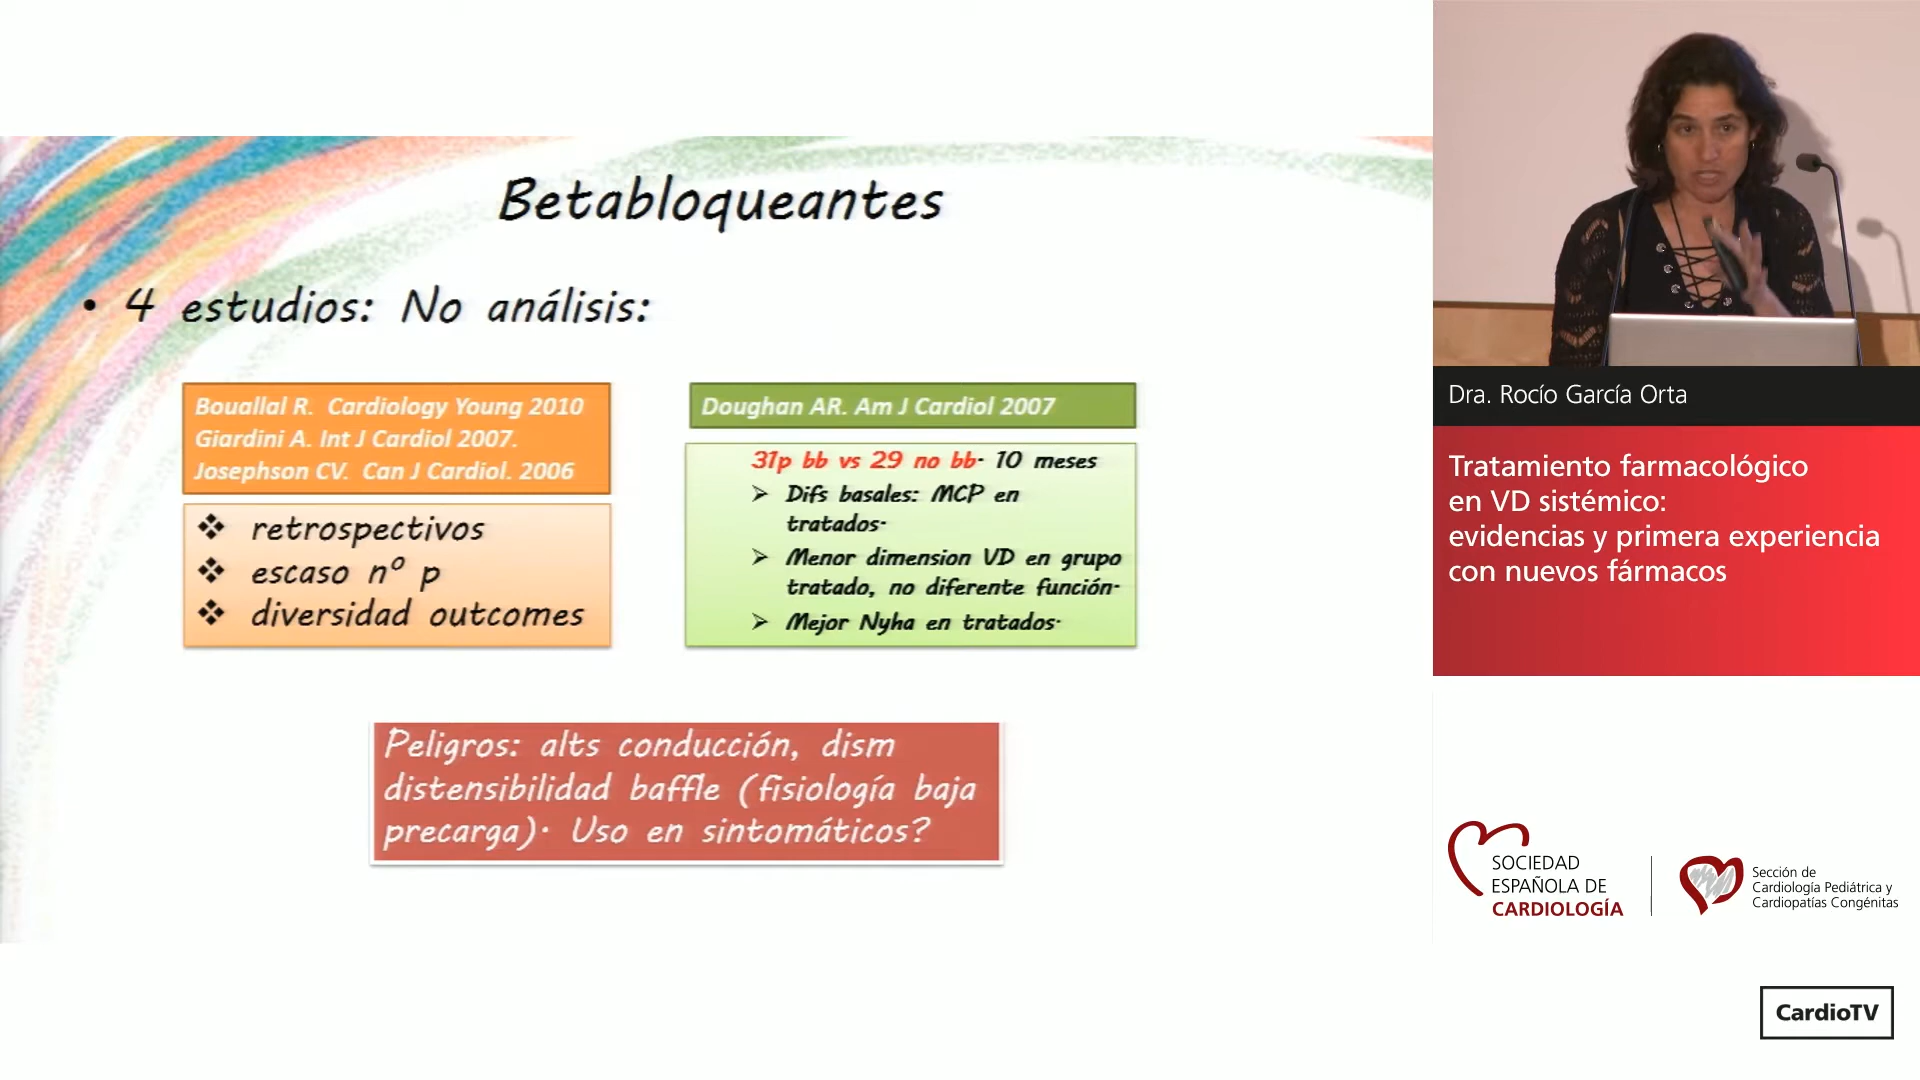 Betabloqueantes
• 4 estudios: No análisis:
Bouallal R. Cardiology Young 2010
Giardini A. Int J Cardiol 2007.
Josephson CV. Can J Cardiol. 2006
❖ retrospectivos
❖ escaso nº p
❖ diversidad outcomes
Doughan AR. Am J Cardiol 2007
31p bb vs 29 no bb· 10 meses
➢ Difs basales: MCP en
tratados·
➢ Menor dimension VD en grupo
tratado, no diferente función·
➢ Mejor Nyha en tratados·
Peligros: alts conducción, dism
distensibilidad baffle (fisiología baja
precarga)· Uso en sintomáticos?
Dra. Rocío García Orta
Tratamiento farmacológico
en VD sistémico:
evidencias y primera experiencia
con nuevos fármacos
SOCIEDAD
ESPAÑOLA DE
CARDIOLOGÍA
Sección de
Cardiología Pediátrica y
Cardiopatías Congénitas
CardioTV